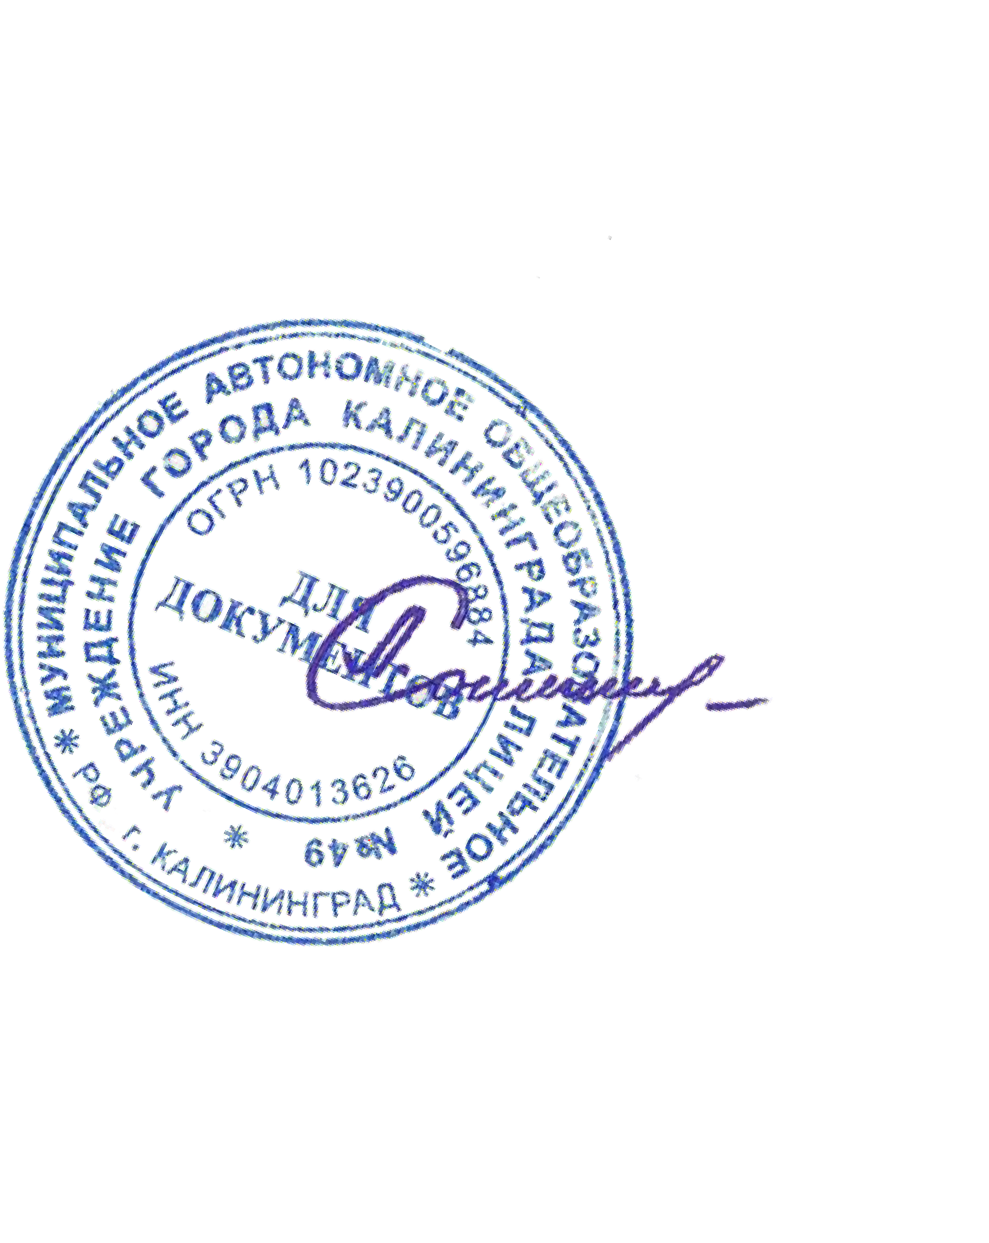 МУНИЦИПАЛЬНОЕ АВТОНОМНОЕ ОБЩЕОБРАЗОВАТЕЛЬНОЕ
* РФ г. КАЛИНИНГРАД *
УЧРЕЖДЕНИЕ ГОРОДА КАЛИНИНГРАДА ЛИЦЕЙ №49 *
ОГРН 1023900596884
ДЛЯ
ДОКУМЕНТОВ
ИНН 3904013626